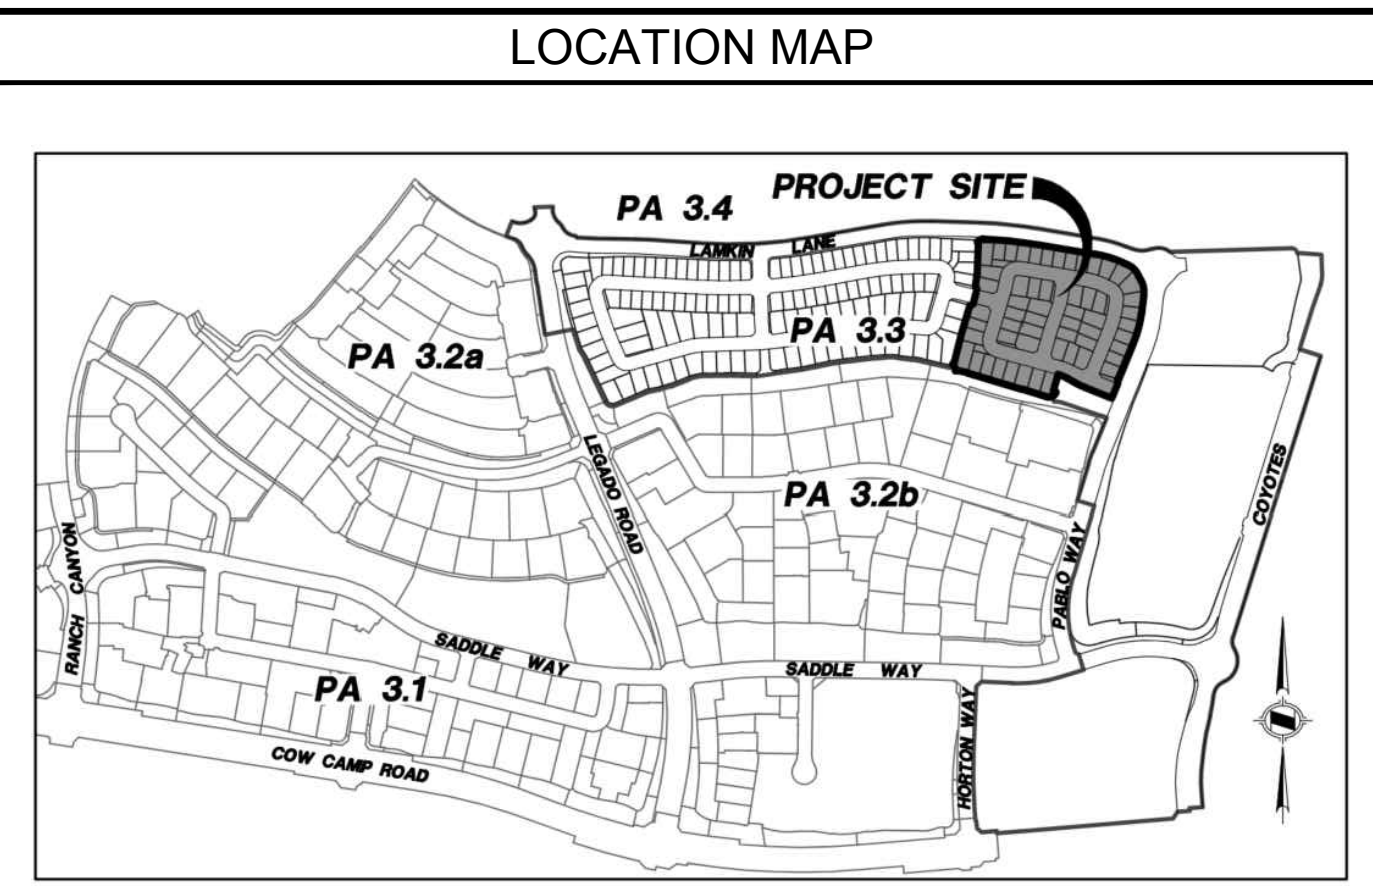 LOCATION MAP
PROJECT SITE
PA 3.4
LAMKIN LANE
PA 3.3
PA 3.2a
LEGADO ROAD
PA 3.2b
COYOTES
PABLO WAY
RANCH CANYON
SADDLE WAY
SADDLE WAY
PA 3.1
HORTON WAY
COW CAMP ROAD